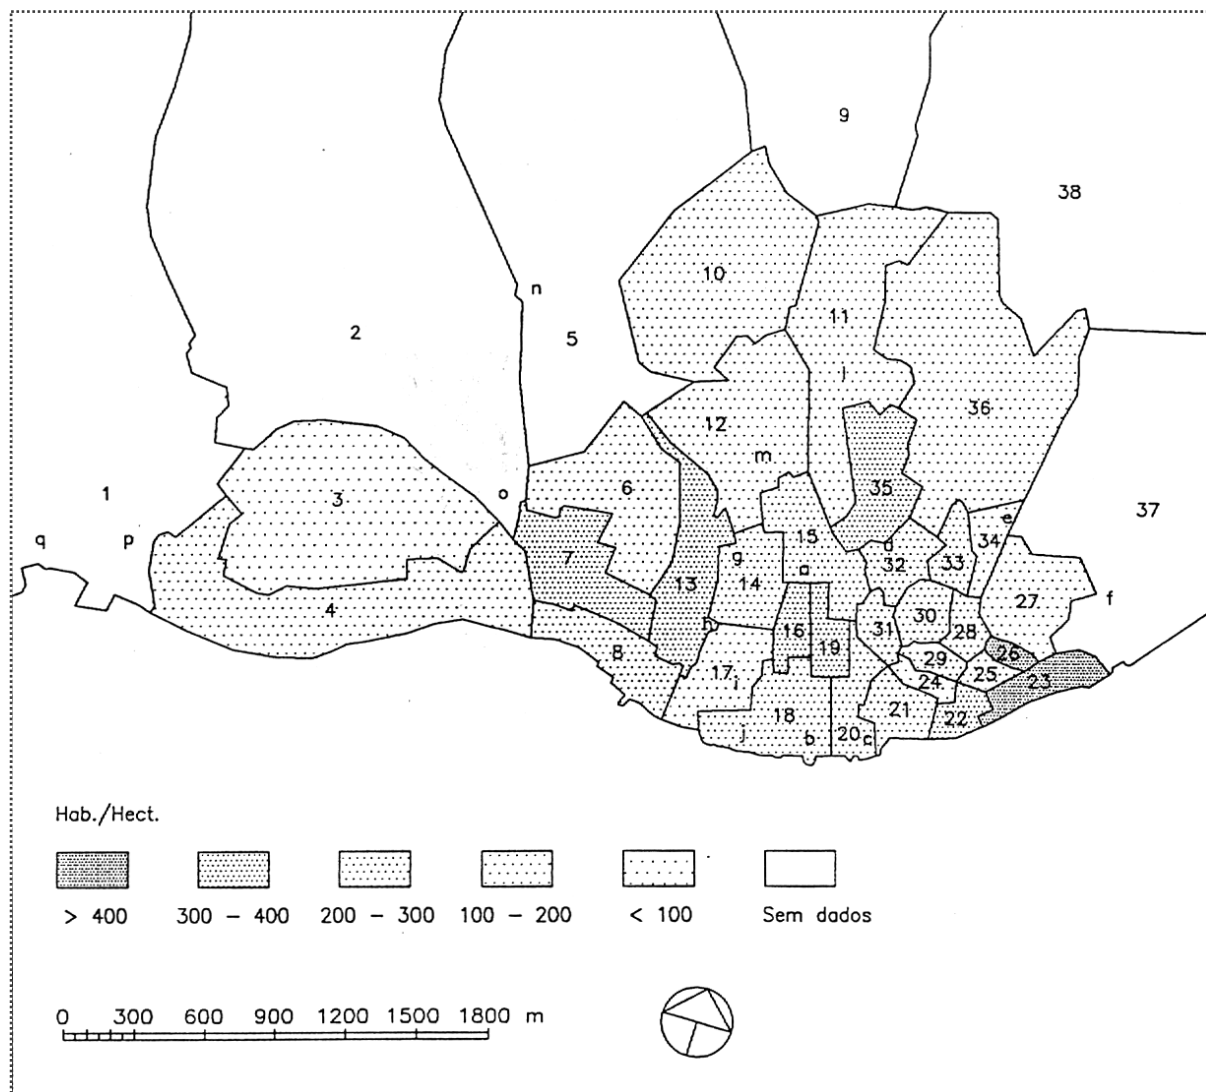 9
38
10
n
11
2
5
l
36
12
m
3
o
6
35
1
37
e
q
p
15
d
34
7
g
32
33
a
13
14
27
f
4
30
h
16
31
28
19
8
29
26
17
i
24
25
23
18
21
22
j
b
20
c
Hab./Hect.
> 400 300 – 400 200 – 300 100 – 200 < 100 Sem dados
0 300 600 900 1200 1500 1800 m